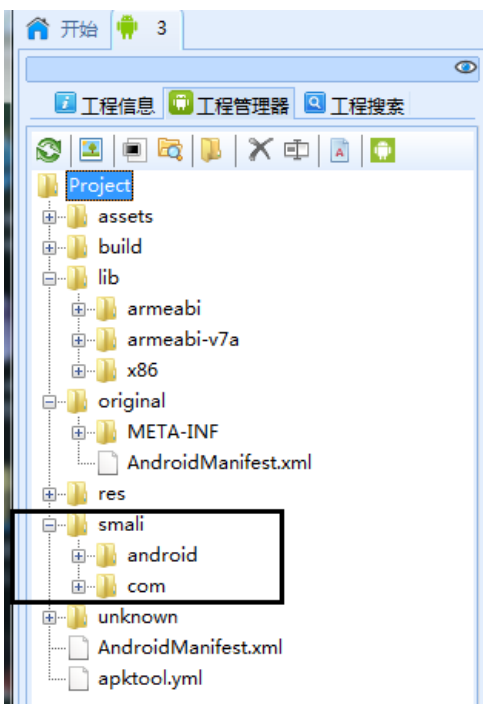 开始 3
工程信息 工程管理器 工程搜索
Project
assets
build
lib
armeabi
armeabi-v7a
x86
original
META-INF
AndroidManifest.xml
res
smali
android
com
unknown
AndroidManifest.xml
apktool.yml